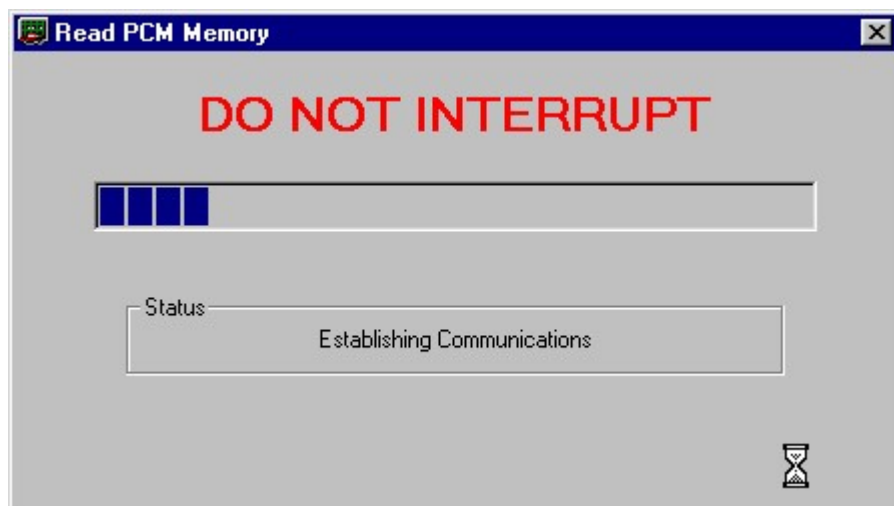 Read PCM Memory
DO NOT INTERRUPT
Status
Establishing Communications